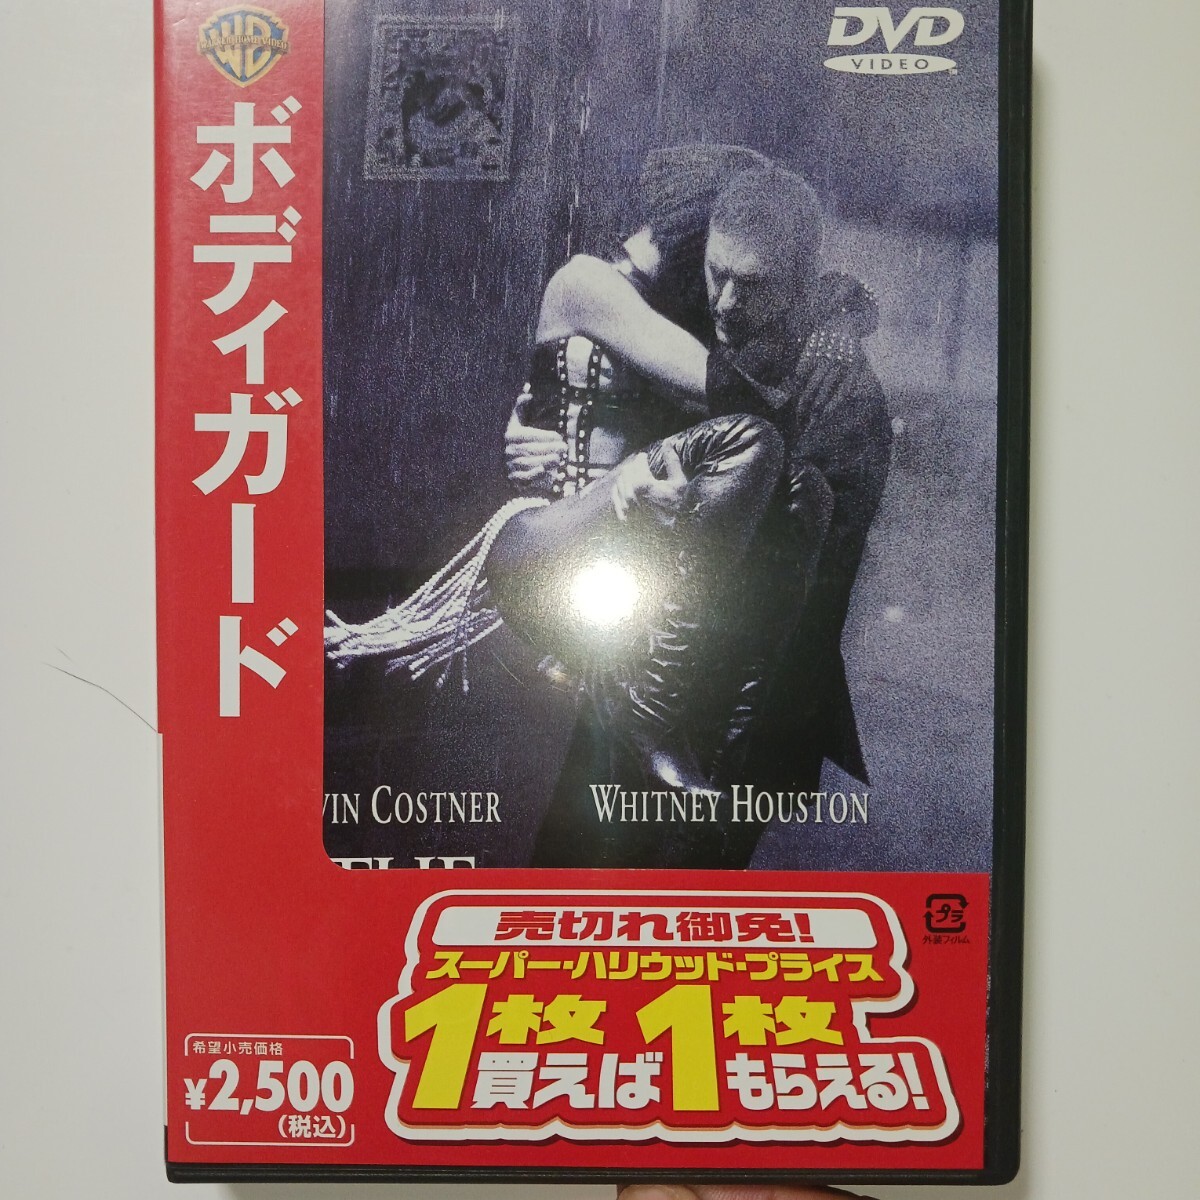 WARNER HOME VIDEO
ボディガード
DVD
VIDEO
VIN COSTNER
WHITNEY HOUSTON
売切れ御免!
スーパー・ハリウッド・プライス
1枚買えば1枚もらえる!
プラ
外装フィルム
希望小売価格
¥2,500
(税込)